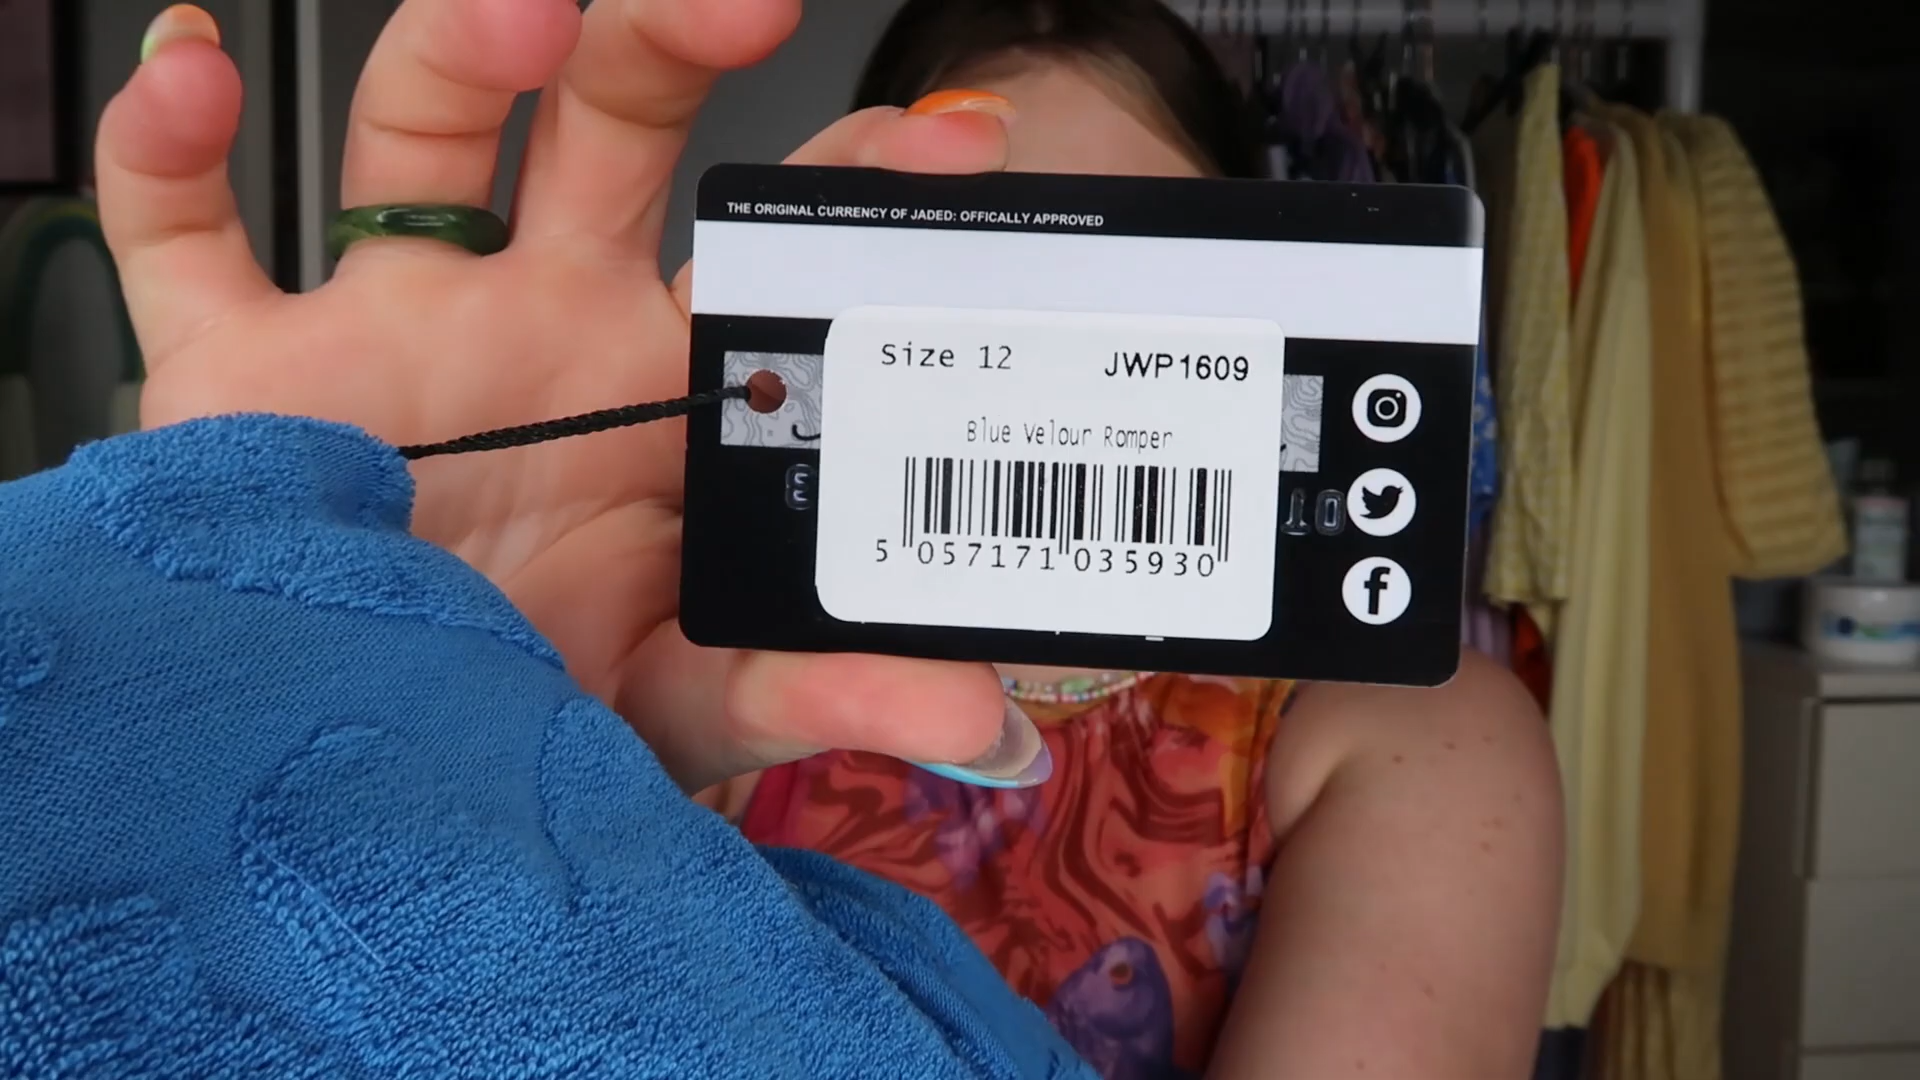 THE ORIGINAL CURRENCY OF JADED: OFFICALLY APPROVED
Size 12 JWP1609
Blue Velour Romper
5 057171 035930